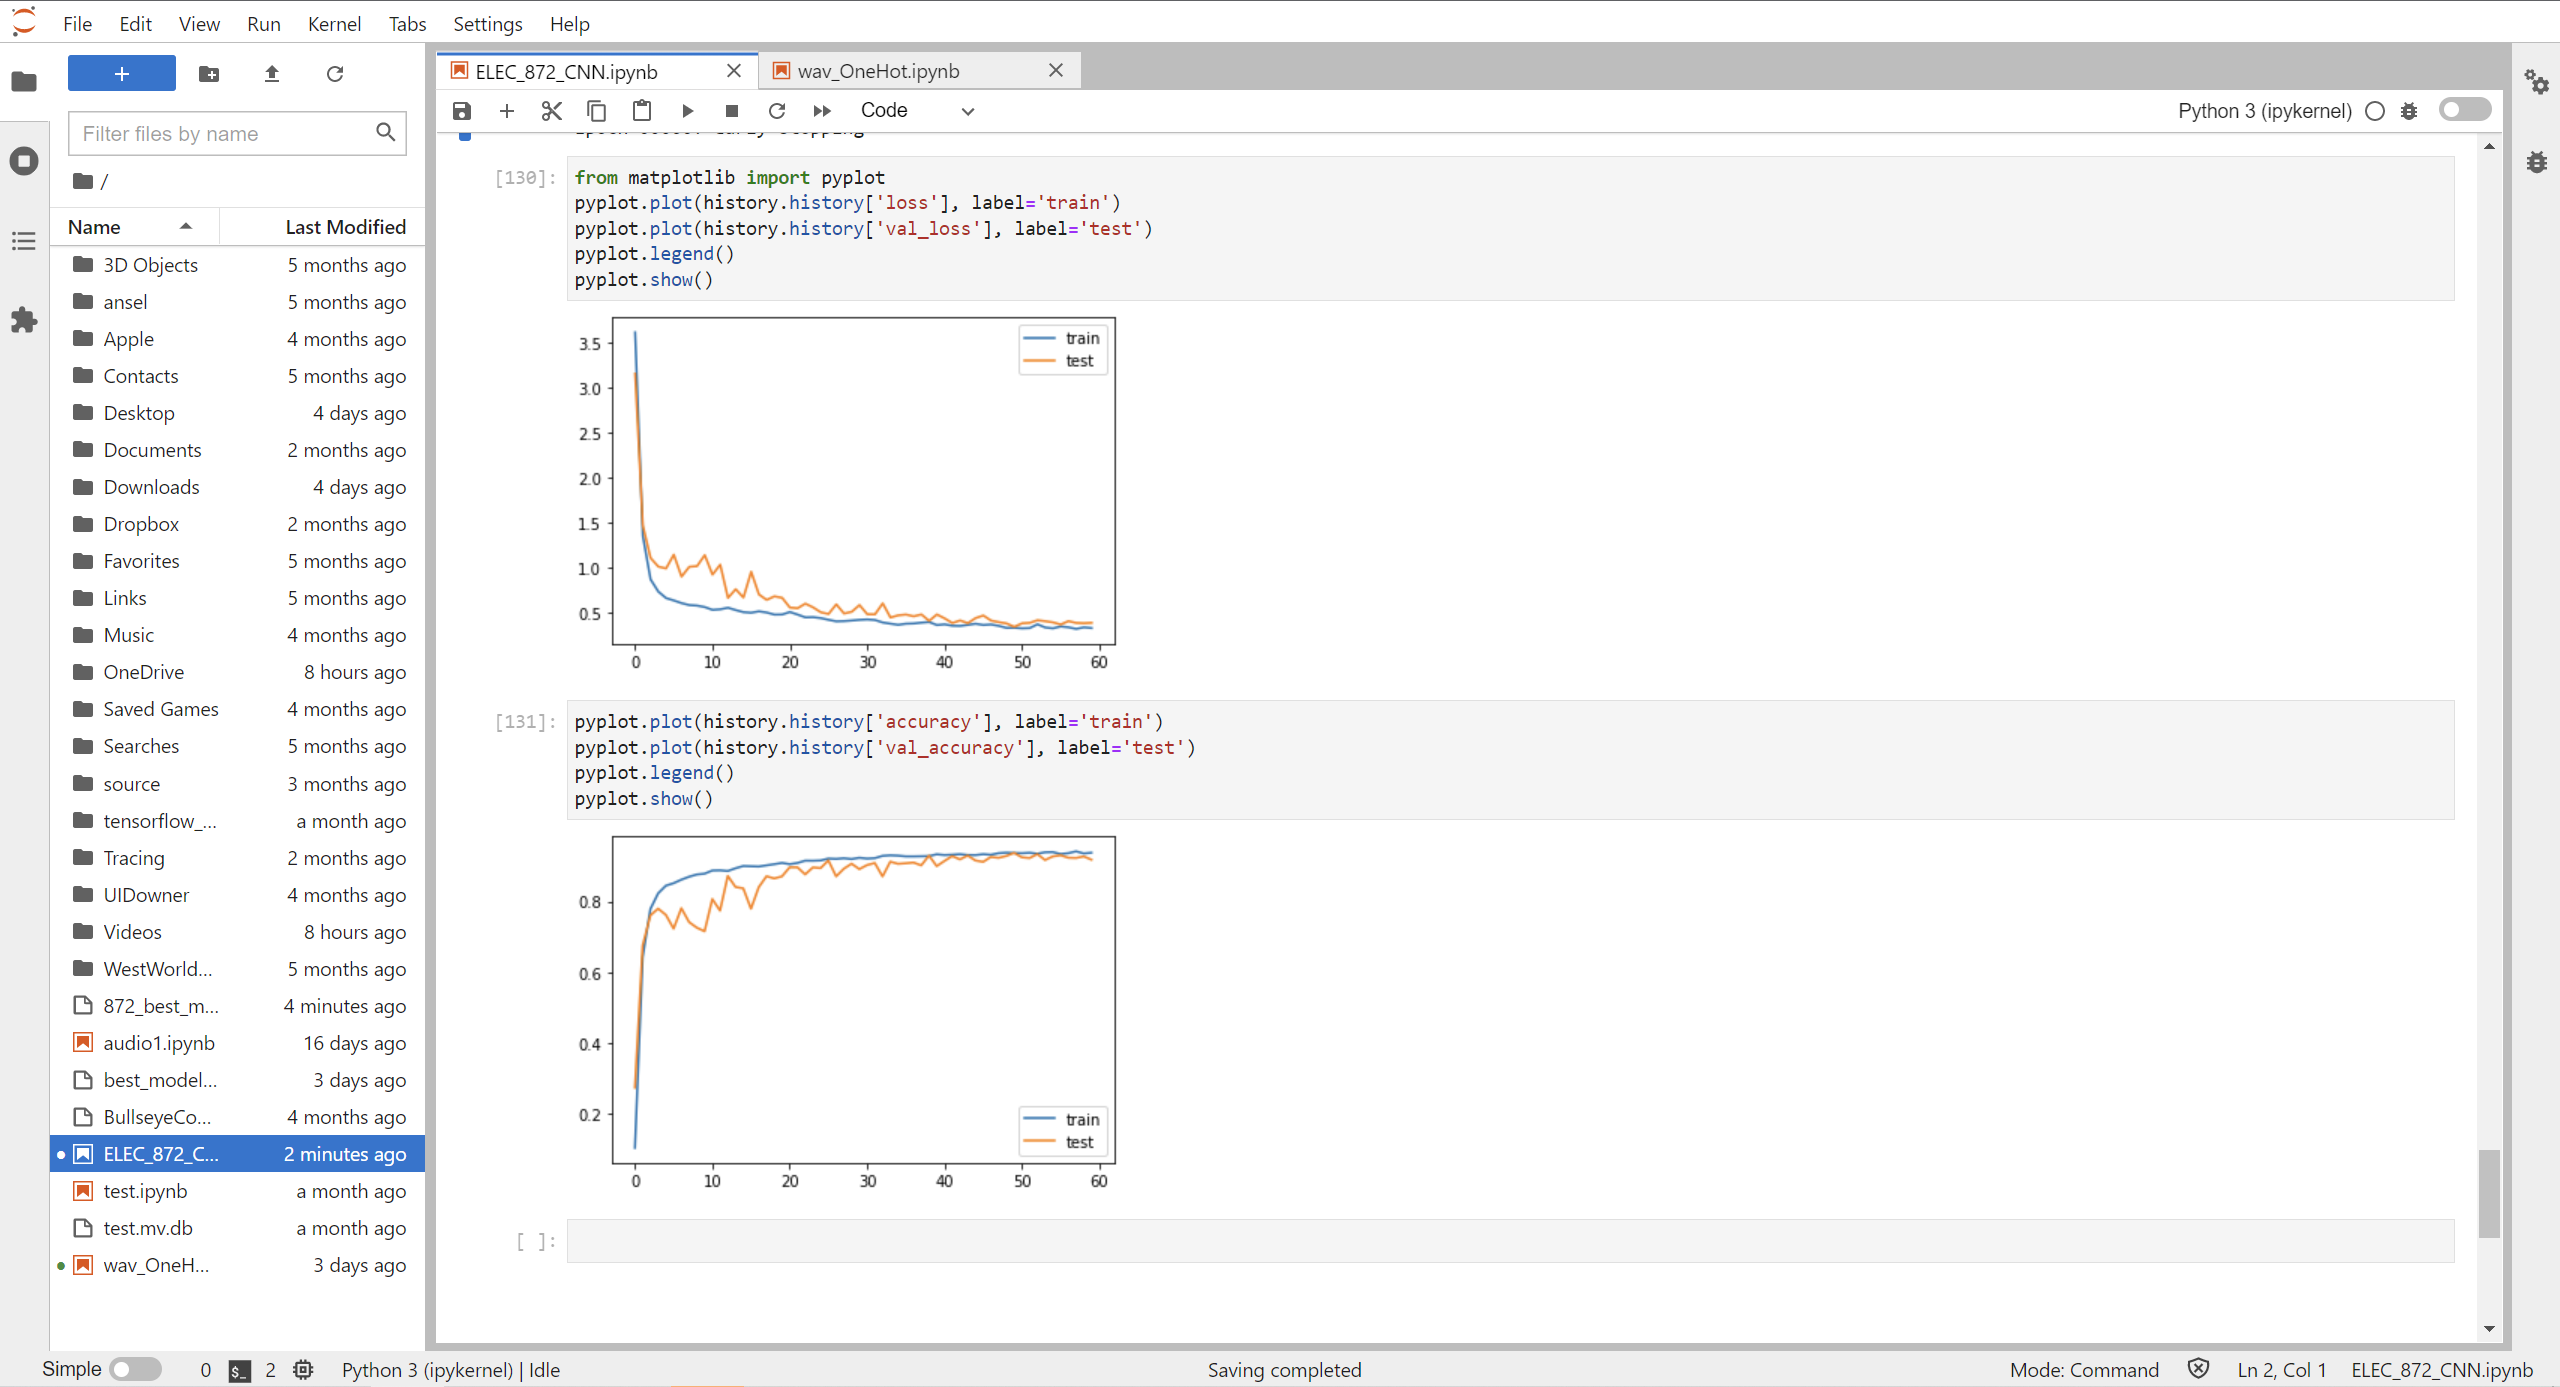 File Edit View Run Kernel Tabs Settings Help
ELEC_872_CNN.ipynb
wav_OneHot.ipynb
Code
Python 3 (ipykernel)
Filter files by name
/
Name Last Modified
3D Objects 5 months ago
ansel 5 months ago
Apple 4 months ago
Contacts 5 months ago
Desktop 4 days ago
Documents 2 months ago
Downloads 4 days ago
Dropbox 2 months ago
Favorites 5 months ago
Links 5 months ago
Music 4 months ago
OneDrive 8 hours ago
Saved Games 4 months ago
Searches 5 months ago
source 3 months ago
tensorflow_... a month ago
Tracing 2 months ago
UIDowner 4 months ago
Videos 8 hours ago
WestWorld... 5 months ago
872_best_m... 4 minutes ago
audio1.ipynb 16 days ago
best_model... 3 days ago
BullseyeCo... 4 months ago
ELEC_872_C... 2 minutes ago
test.ipynb a month ago
test.mv.db a month ago
wav_OneH... 3 days ago
[130]: from matplotlib import pyplot
pyplot.plot(history.history['loss'], label='train')
pyplot.plot(history.history['val_loss'], label='test')
pyplot.legend()
pyplot.show()
train
test
3.5
3.0
2.5
2.0
1.5
1.0
0.5
0 10 20 30 40 50 60
[131]: pyplot.plot(history.history['accuracy'], label='train')
pyplot.plot(history.history['val_accuracy'], label='test')
pyplot.legend()
pyplot.show()
0.8
0.6
0.4
0.2
train
test
0 10 20 30 40 50 60
[ ]:
Simple 0 $_ 2 Python 3 (ipykernel) | Idle Saving completed Mode: Command Ln 2, Col 1 ELEC_872_CNN.ipynb